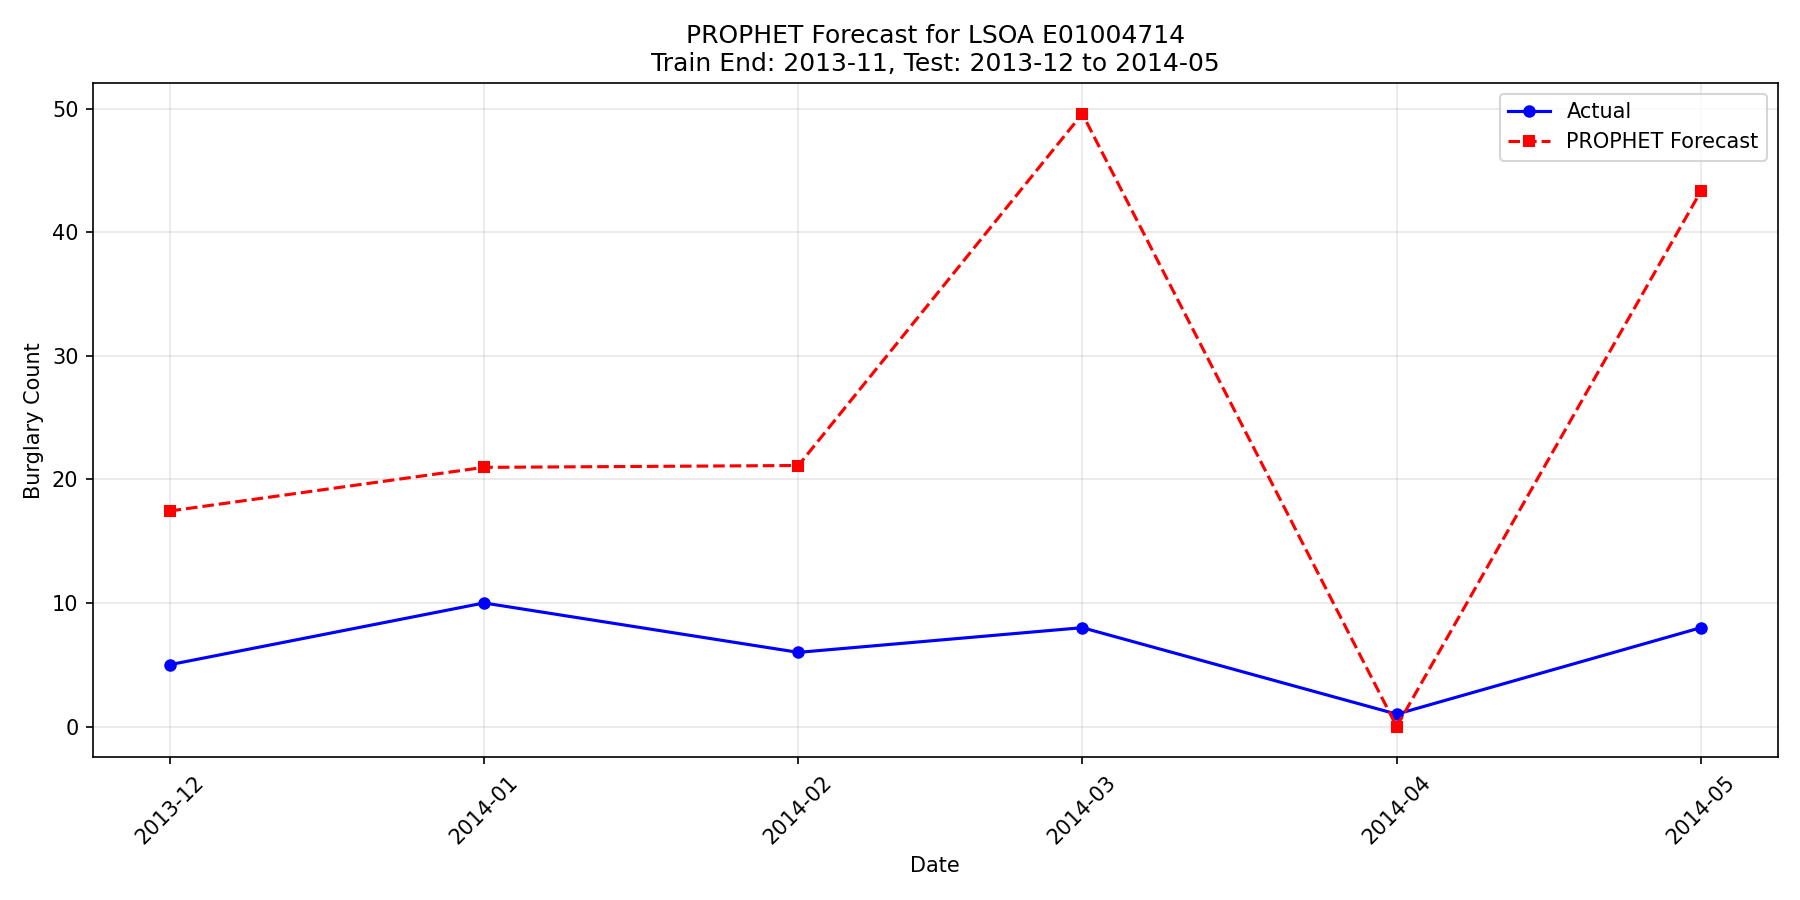 PROPHET Forecast for LSOA E01004714
Train End: 2013-11, Test: 2013-12 to 2014-05
Actual
PROPHET Forecast
Burglary Count
50
40
30
20
10
0
2013-12
2014-01
2014-02
2014-03
2014-04
2014-05
Date